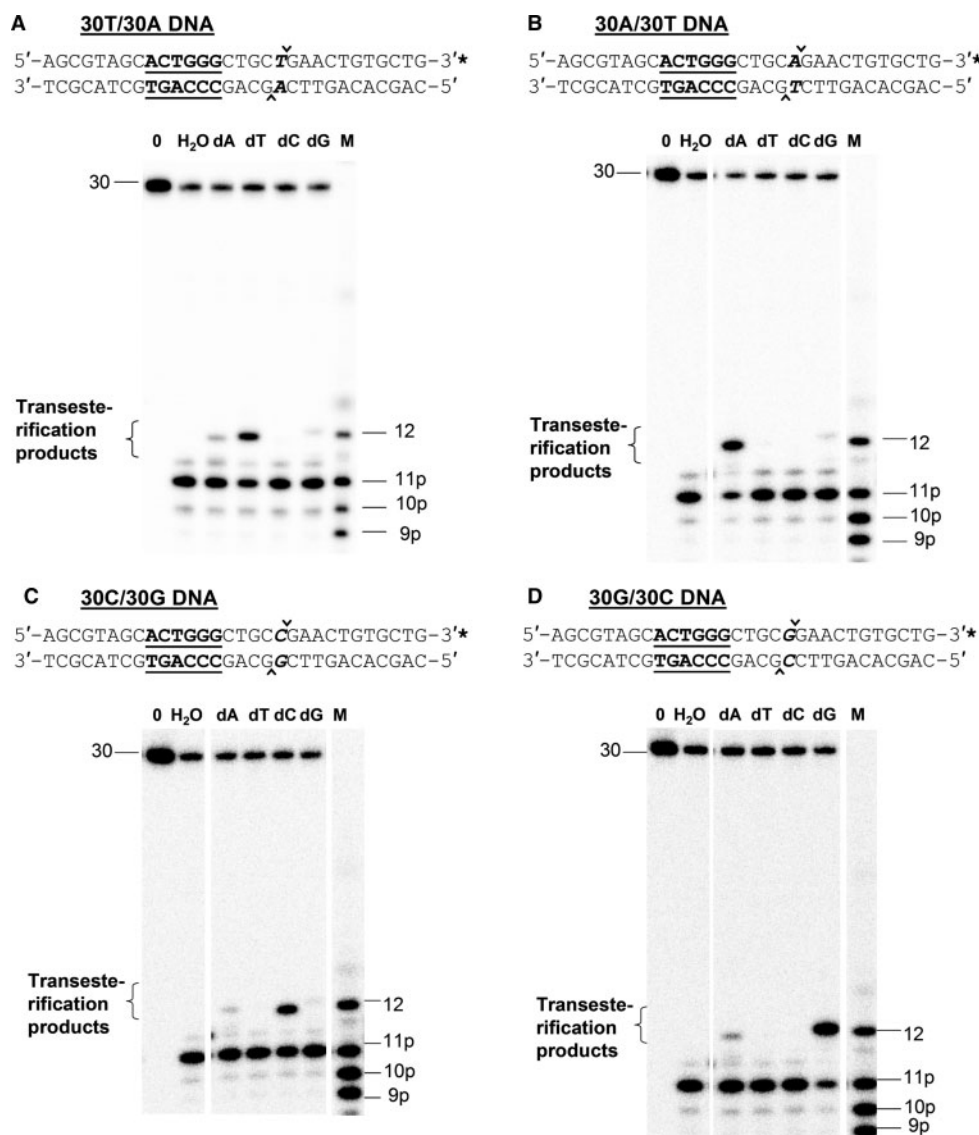 A 30T/30A DNA
5'-AGCGTAGCACTGGGCTGCTGAACTGTGCTG-3'*
3'-TCGCATCGTGACCCGACGACTTGACACGAC-5'
0 H₂O dA dT dC dG M
30
Transeste-
rification
products
12
11p
10p
9p
B 30A/30T DNA
5'-AGCGTAGCACTGGGCTGCAGAACTGTGCTG-3'*
3'-TCGCATCGTGACCCGACGTCTTGACACGAC-5'
0 H₂O dA dT dC dG M
30
Transeste-
rification
products
12
11p
10p
9p
C 30C/30G DNA
5'-AGCGTAGCACTGGGCTGCCGAACTGTGCTG-3'*
3'-TCGCATCGTGACCCGACGGCTTGACACGAC-5'
0 H₂O dA dT dC dG M
30
Transeste-
rification
products
12
11p
10p
9p
D 30G/30C DNA
5'-AGCGTAGCACTGGGCTGCGGAACTGTGCTG-3'*
3'-TCGCATCGTGACCCGACGCCTTGACACGAC-5'
0 H₂O dA dT dC dG M
30
Transeste-
rification
products
12
11p
10p
9p